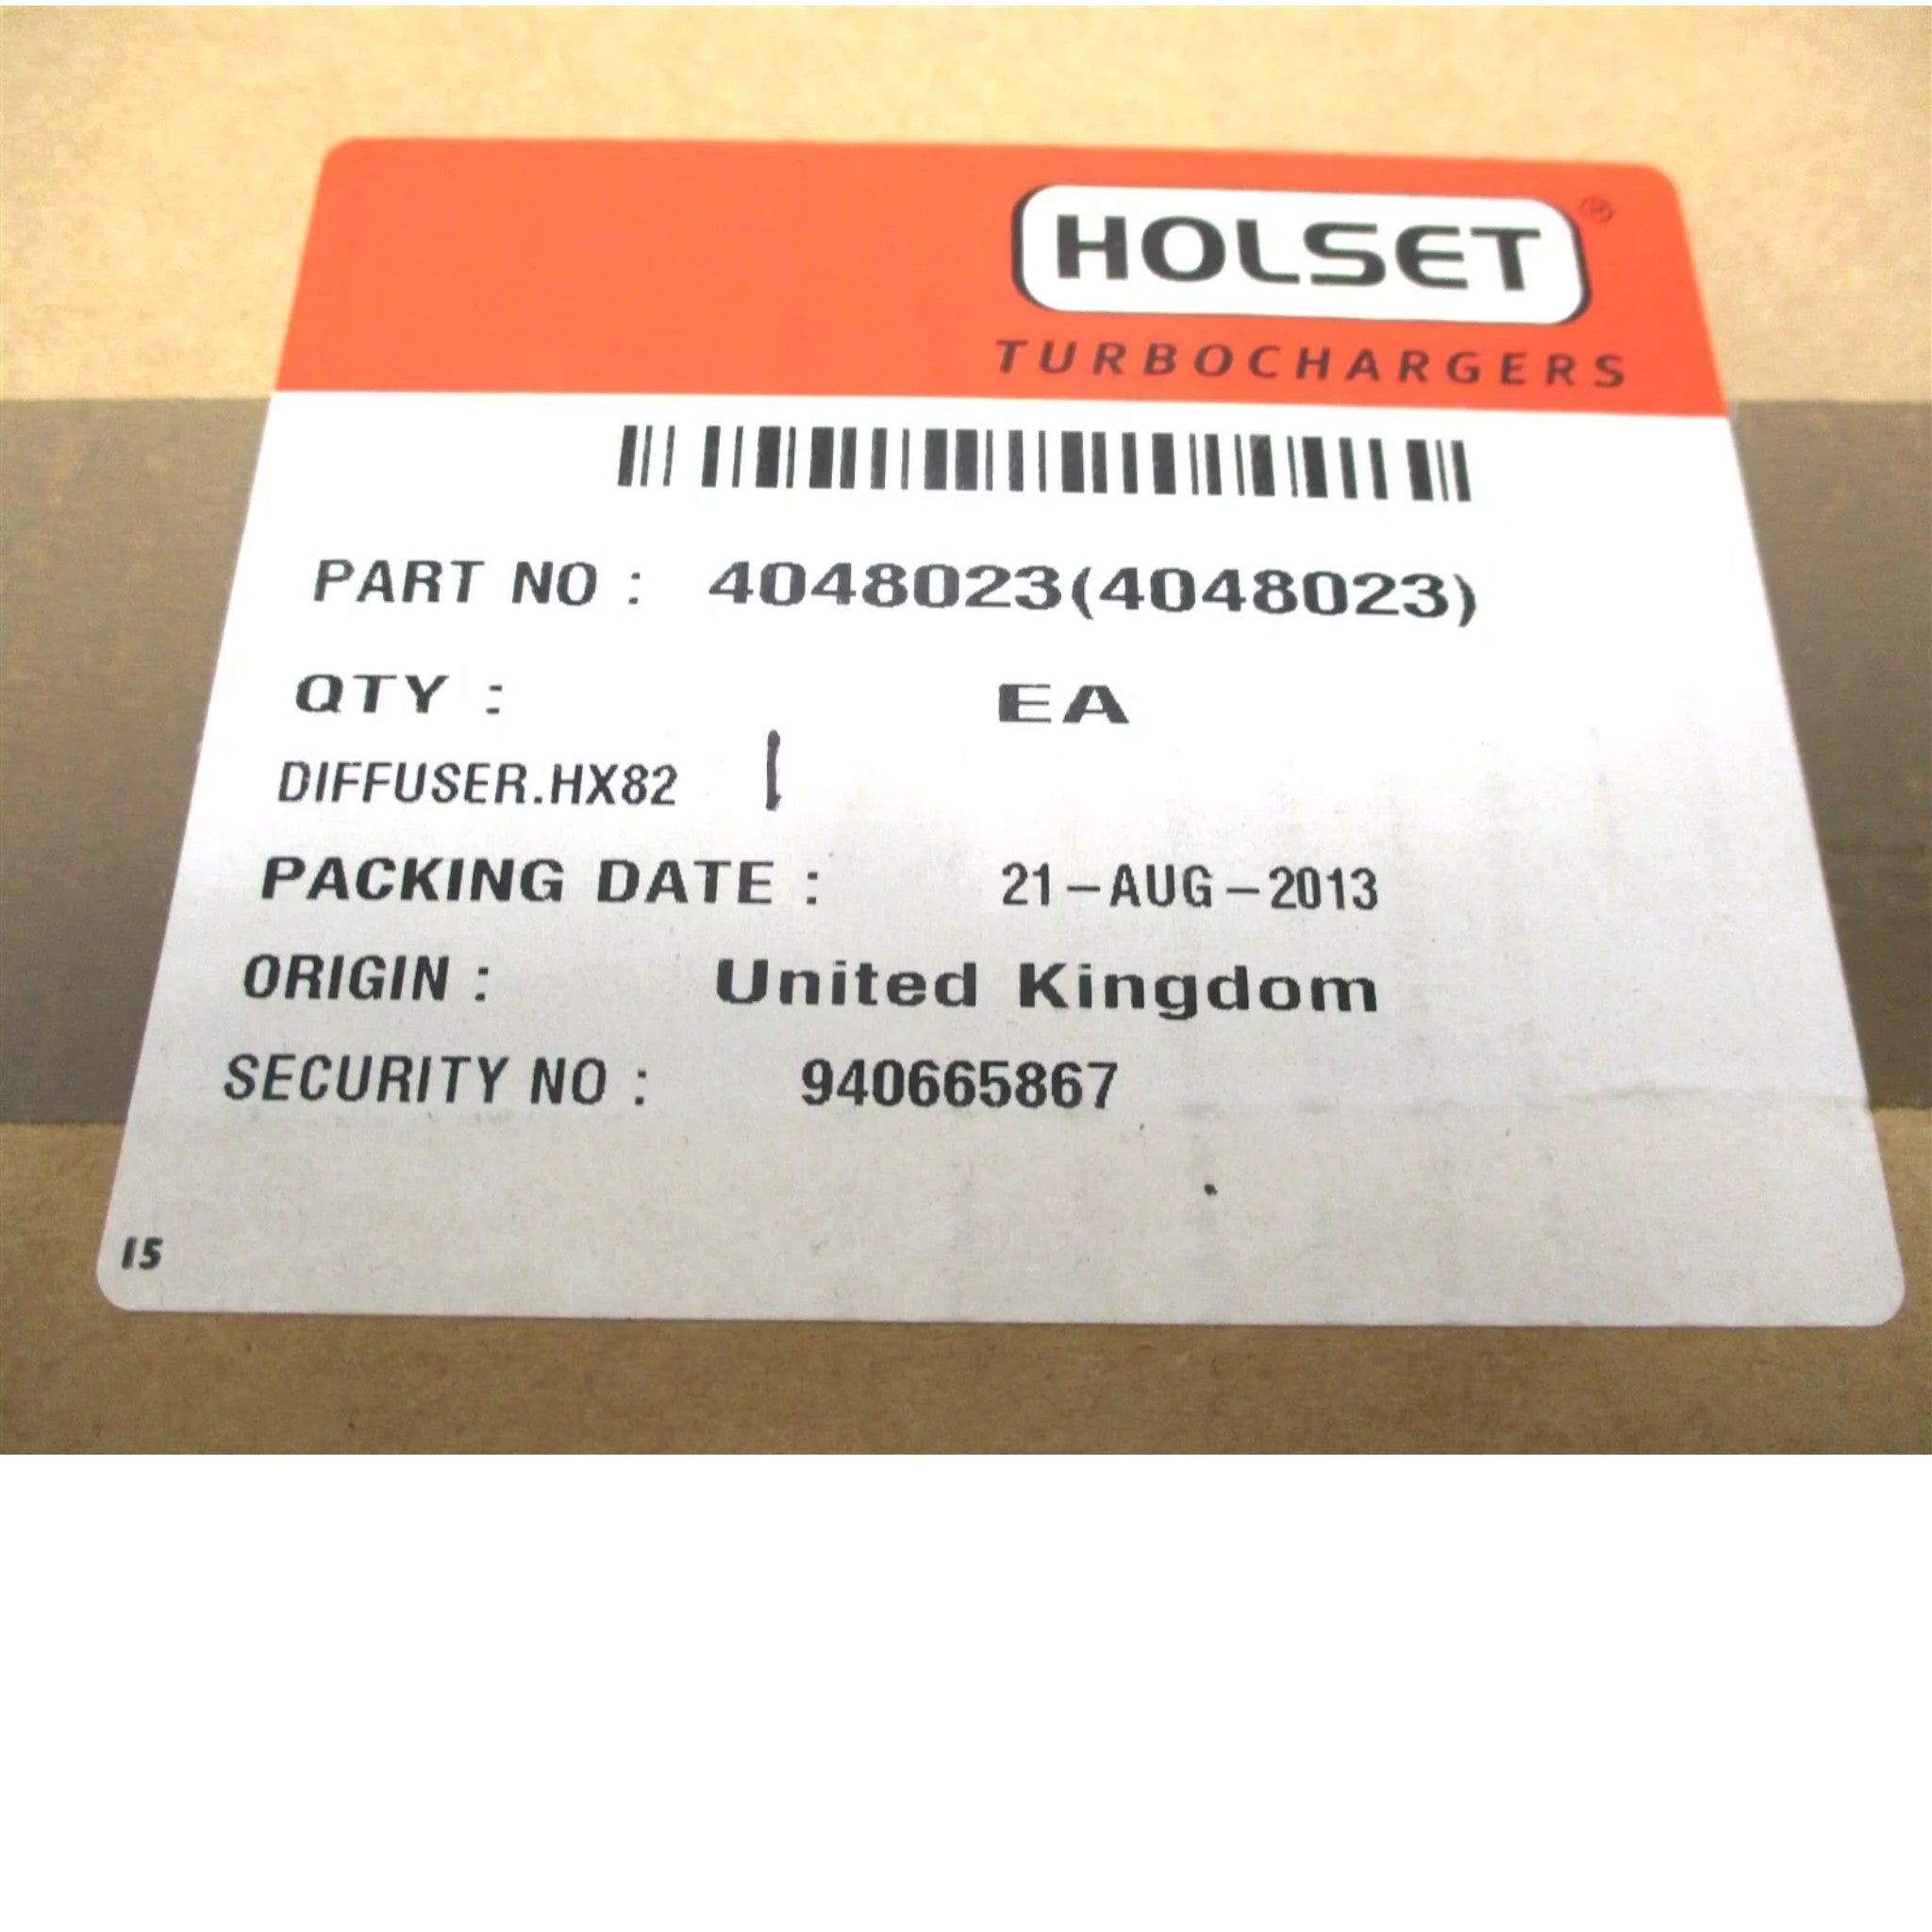 HOLSET®
TURBOCHARGERS
PART NO : 4048023(4048023)
QTY : EA
DIFFUSER.HX82 1
PACKING DATE : 21-AUG-2013
ORIGIN : United Kingdom
SECURITY NO : 940665867
15